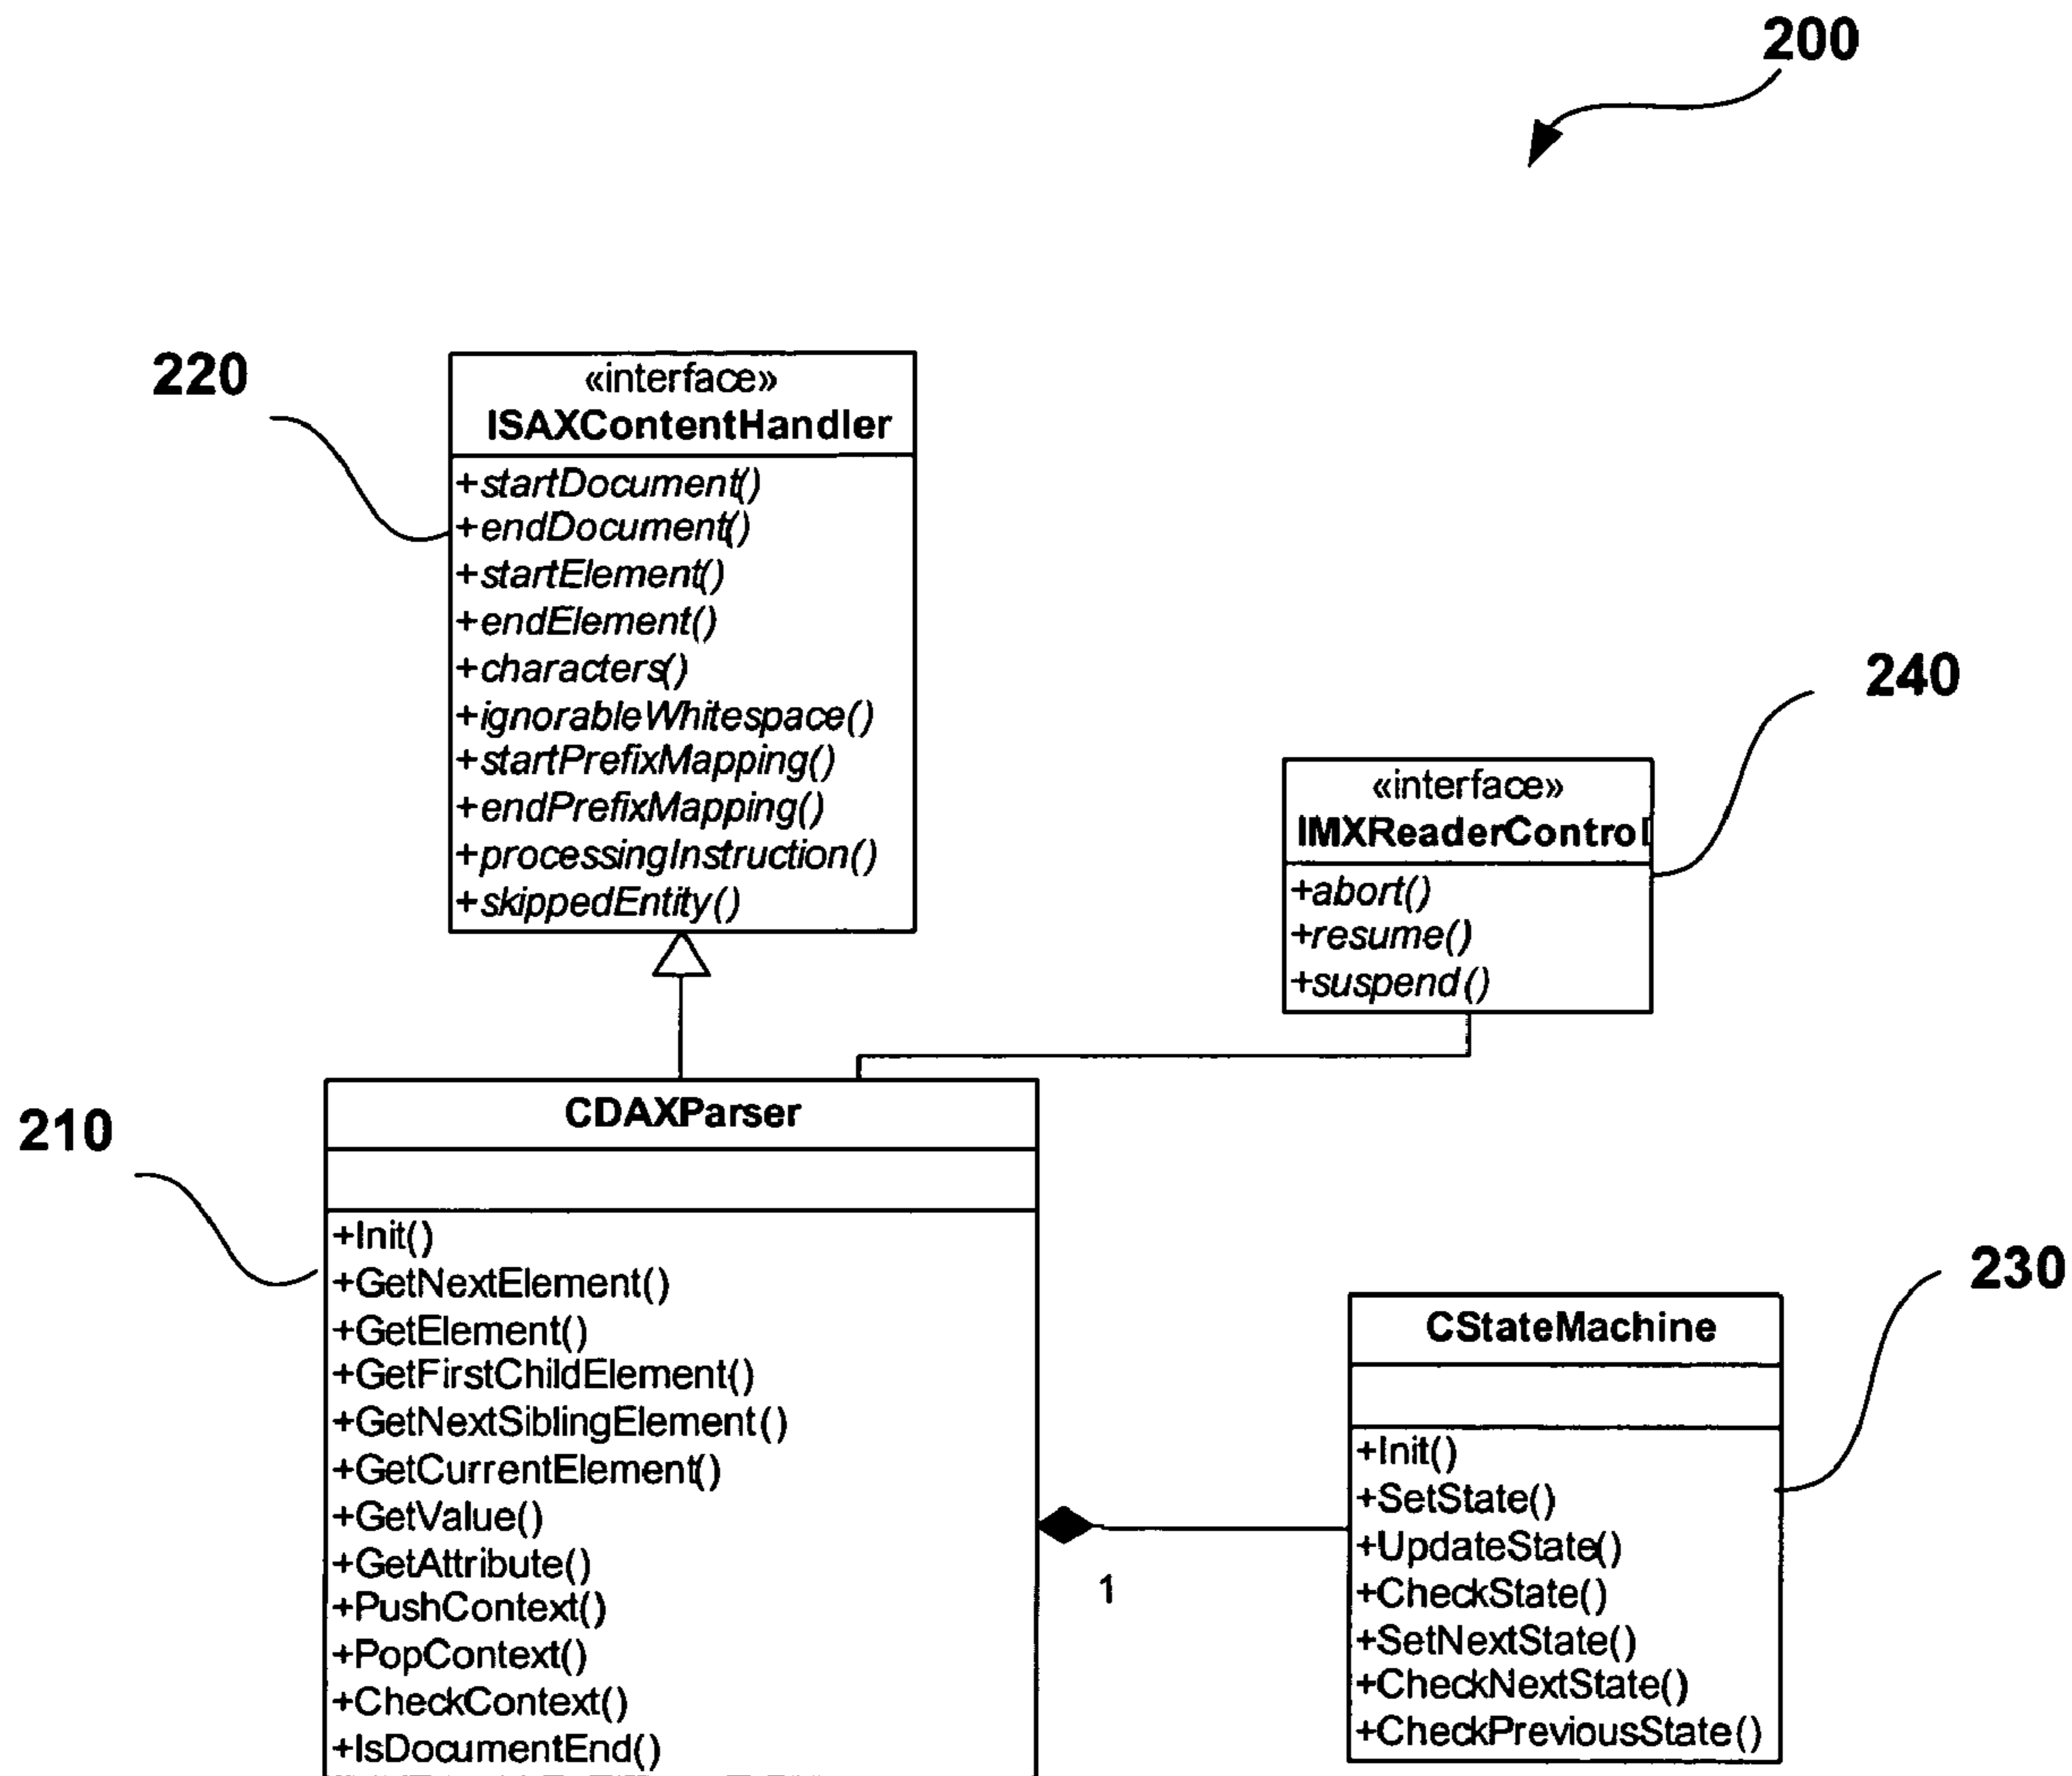 200
220
«interface»
ISAXContentHandler
+startDocument()
+endDocument()
+startElement()
+endElement()
+characters()
+ignorableWhitespace()
+startPrefixMapping()
+endPrefixMapping()
+processingInstruction()
+skippedEntity()
240
«interface»
IMXReaderControl
+abort()
+resume()
+suspend()
210
CDAXParser
+Init()
+GetNextElement()
+GetElement()
+GetFirstChildElement()
+GetNextSiblingElement()
+GetCurrentElement()
+GetValue()
+GetAttribute()
+PushContext()
+PopContext()
+CheckContext()
+IsDocumentEnd()
1
230
CStateMachine
+Init()
+SetState()
+UpdateState()
+CheckState()
+SetNextState()
+CheckNextState()
+CheckPreviousState()